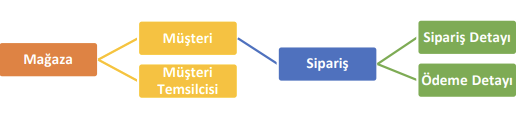 Mağaza
Müşteri
Müşteri
Temsilcisi
Sipariş
Sipariş Detayı
Ödeme Detayı